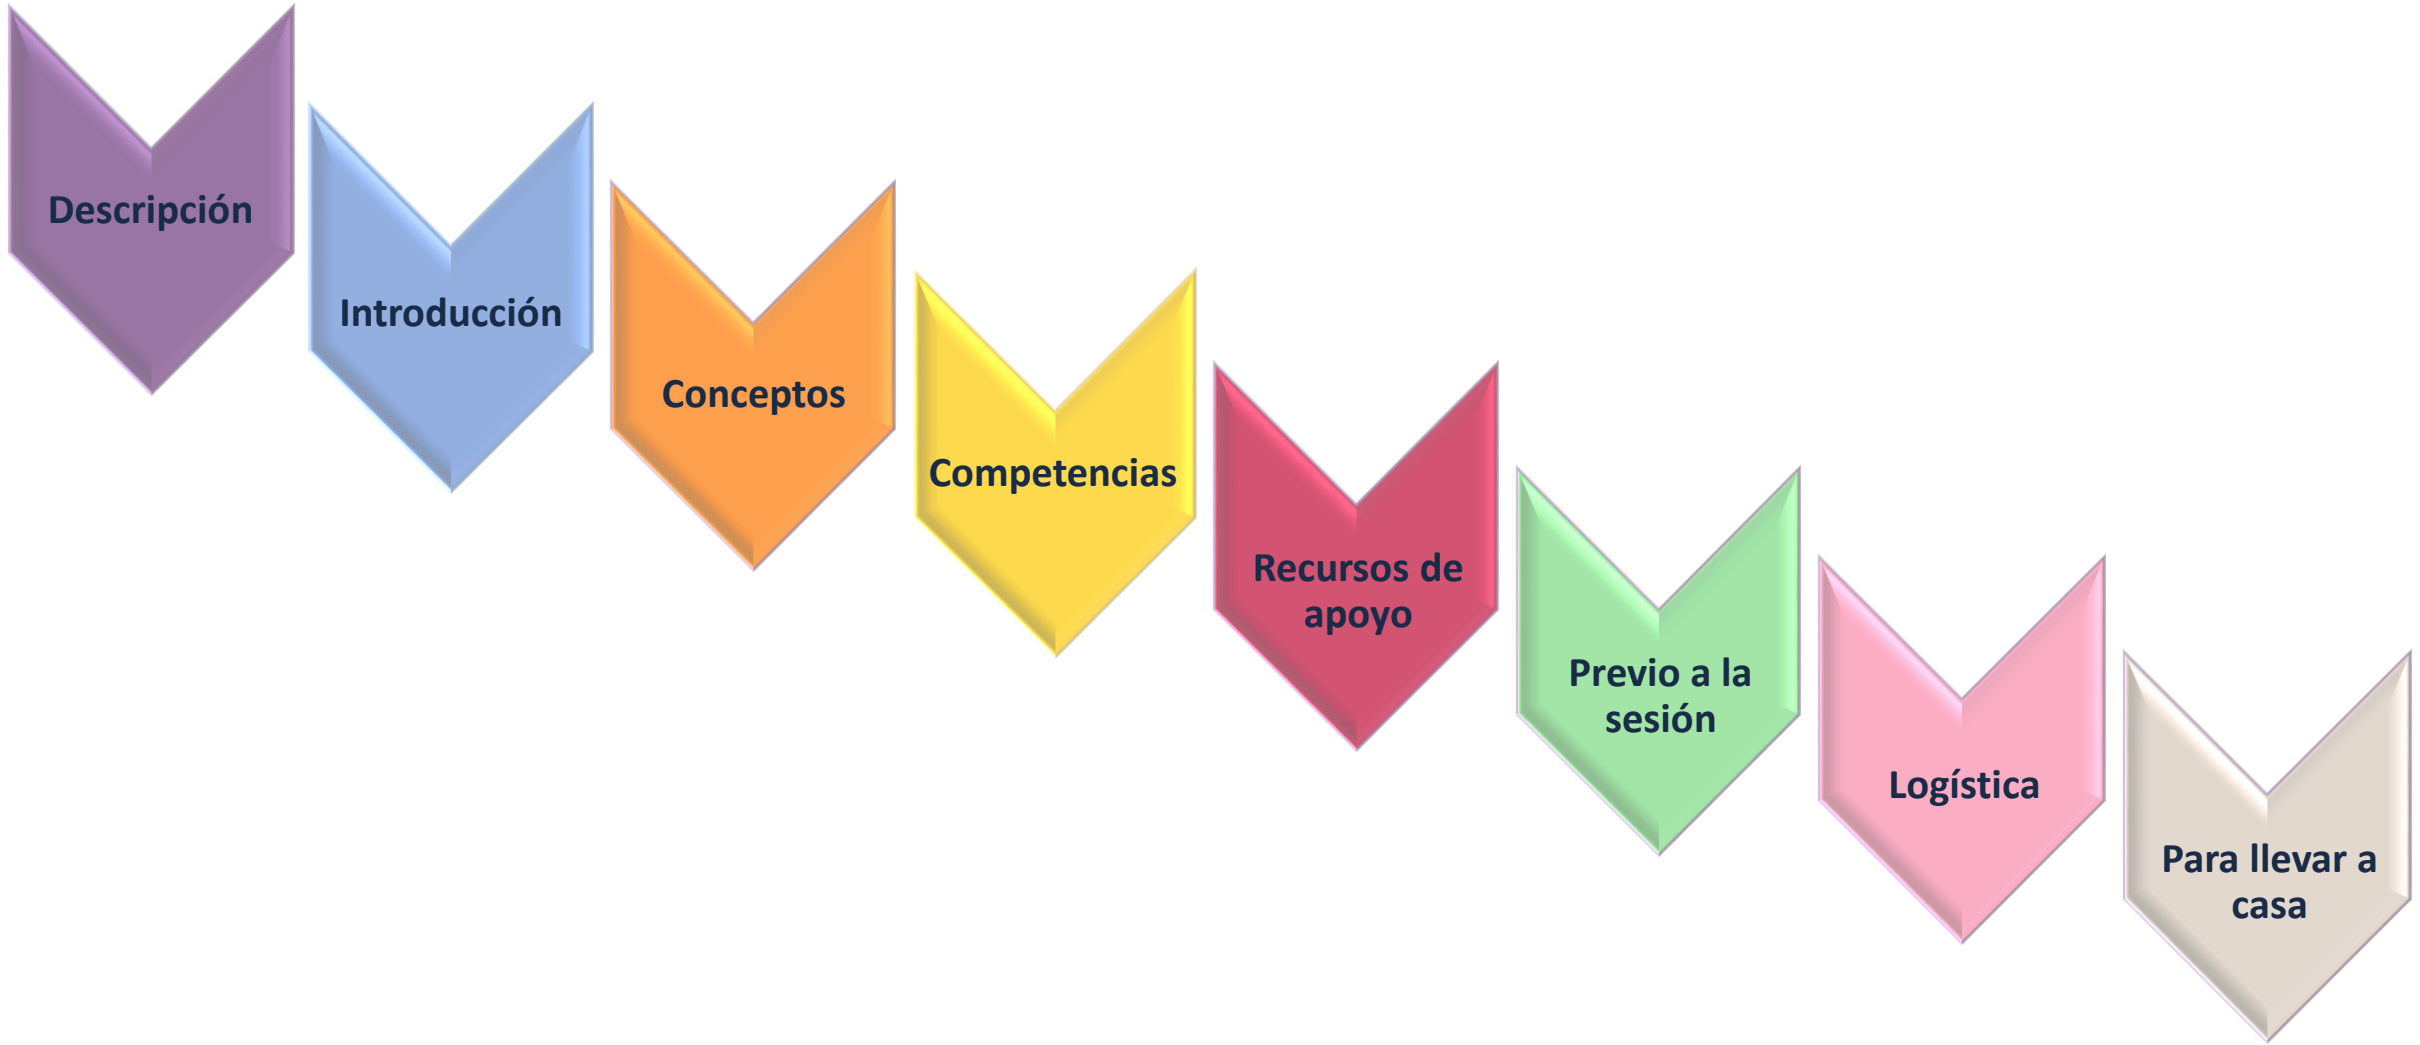 Descripción
Introducción
Conceptos
Competencias
Recursos de
apoyo
Previo a la
sesión
Logística
Para llevar a
casa